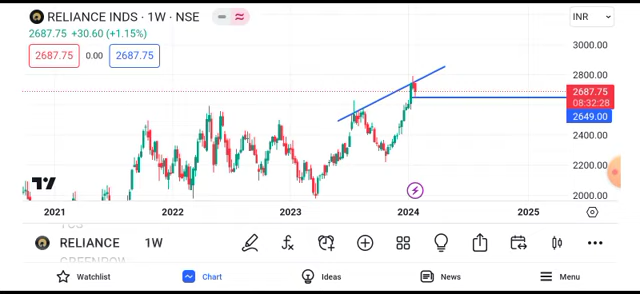 RELIANCE INDS · 1W · NSE
INR
2687.75 +30.60 (+1.15%)
2687.75 0.00 2687.75
3000.00
2800.00
2687.75
08:32:28
2649.00
2400.00
2200.00
2000.00
2021 2022 2023 2024 2025
RELIANCE 1W
Watchlist Chart Ideas News Menu